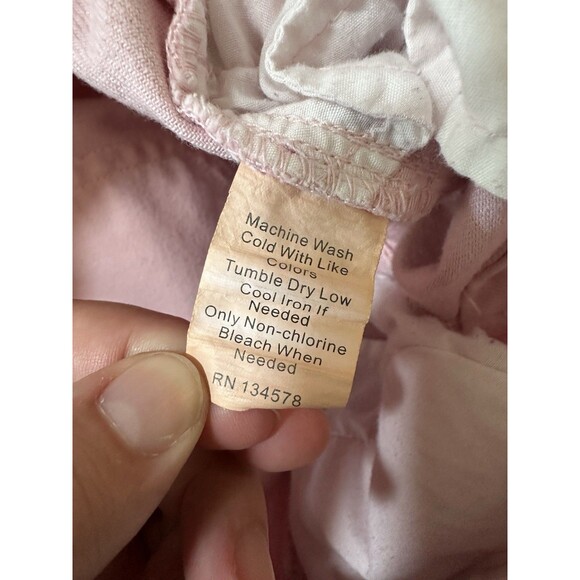 Machine Wash
Cold With Like
Colors
Tumble Dry Low
Cool Iron If
Needed
Only Non-chlorine
Bleach When
Needed
RN 134578